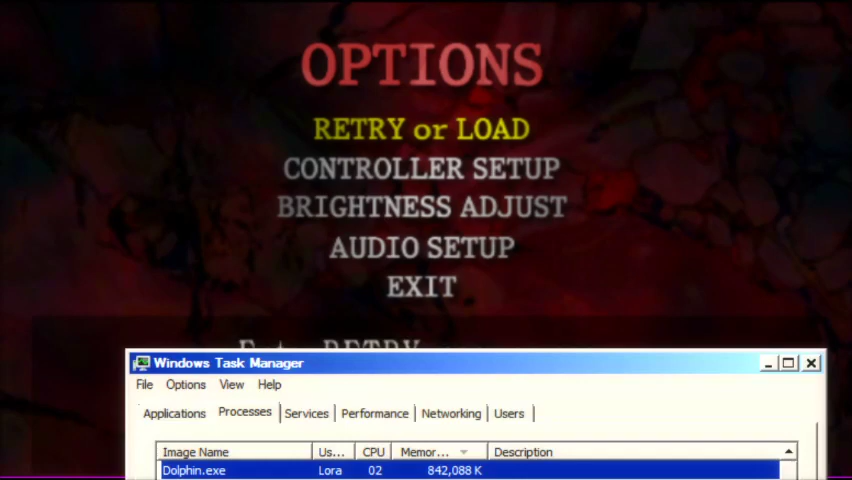 OPTIONS
RETRY or LOAD
CONTROLLER SETUP
BRIGHTNESS ADJUST
AUDIO SETUP
EXIT
RETRY
Windows Task Manager
File Options View Help
Applications Processes Services Performance Networking Users
Image Name Us... CPU Memor... Description
Dolphin.exe Lora 02 842,088 K